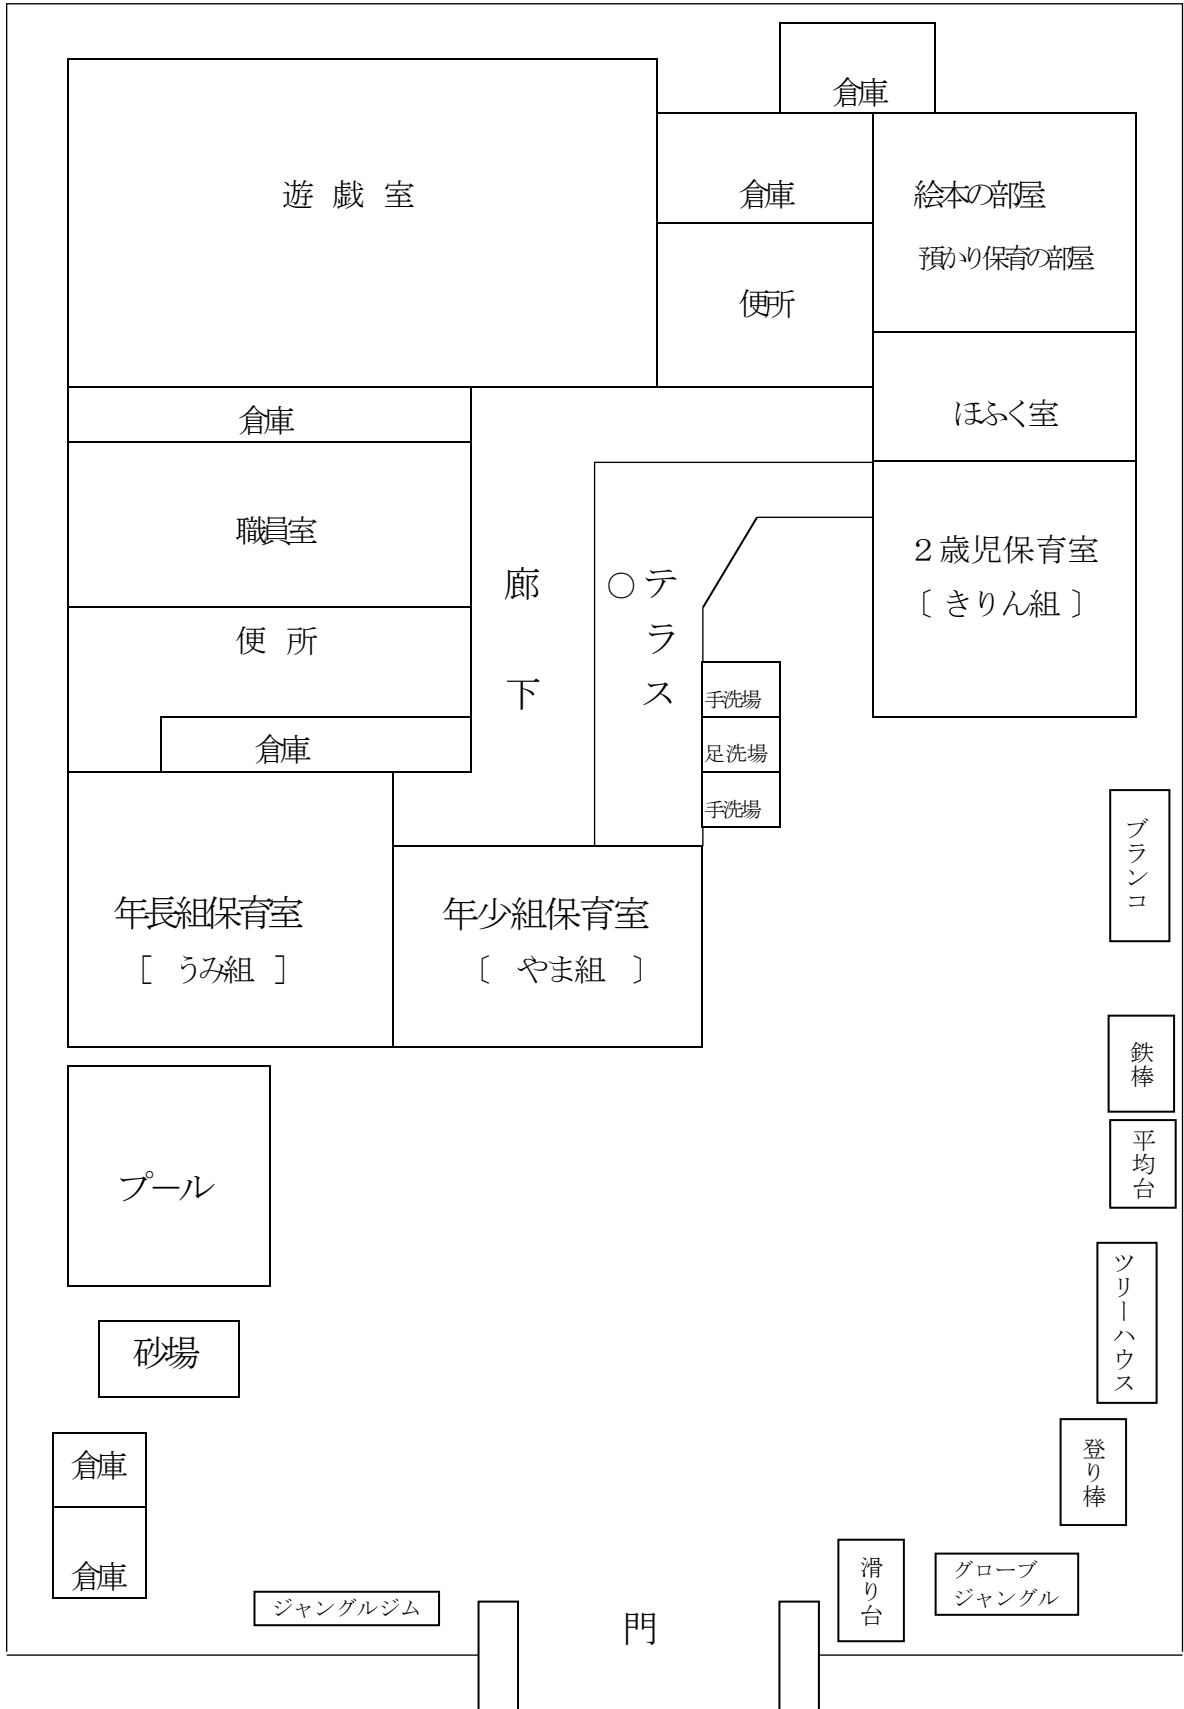 倉庫
遊戯室
倉庫
絵本の部屋
預かり保育の部屋
便所
倉庫
ほふく室
職員室
２歳児保育室
〔きりん組〕
廊下
○テラス
便所
手洗場
倉庫
足洗場
手洗場
ブランコ
年長組保育室
［ うみ組 ］
年少組保育室
〔 やま組 〕
鉄棒
平均台
プール
ツリーハウス
砂場
登り棒
倉庫
倉庫
滑り台
グローブ
ジャングル
ジャングルジム
門